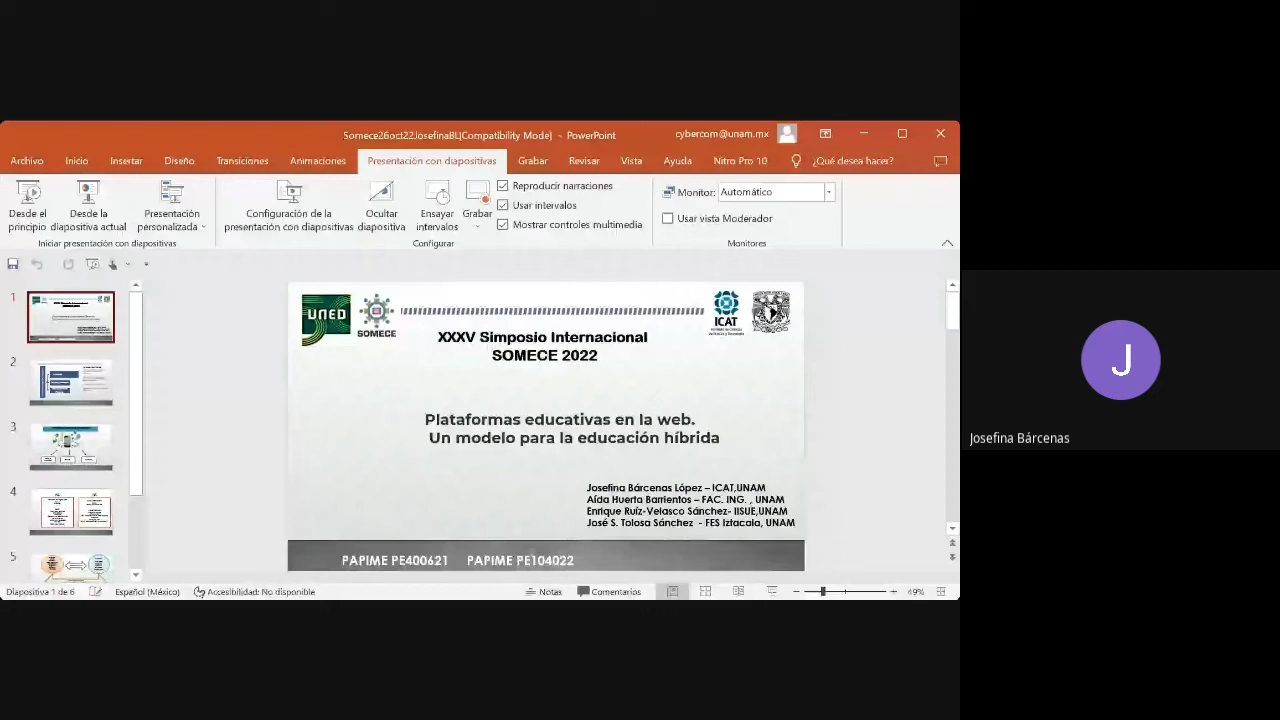 Somece26oct22JosefinaBL[Compatibility Mode] - PowerPoint
cybercom@unam.mx
Archivo Inicio Insertar Diseño Transiciones Animaciones Presentación con diapositivas Grabar Revisar Vista Ayuda Nitro Pro 10 ¿Qué desea hacer?
Desde el principio
Desde la diapositiva actual
Presentación personalizada
Configuración de la presentación con diapositivas
Ocultar diapositiva
Ensayar intervalos
Grabar
Reproducir narraciones
Usar intervalos
Mostrar controles multimedia
Monitor: Automático
Usar vista Moderador
Iniciar presentación con diapositivas
Configurar
Monitores
1
2
3
4
5
UNED
SOMECE
ICAT
XXXV Simposio Internacional
SOMECE 2022
Plataformas educativas en la web.
Un modelo para la educación híbrida
Josefina Bárcenas López – ICAT,UNAM
Aída Huerta Barrientos – FAC. ING. , UNAM
Enrique Ruíz-Velasco Sánchez- IISUE,UNAM
José S. Tolosa Sánchez - FES Iztacala, UNAM
PAPIME PE400621 PAPIME PE104022
Diapositiva 1 de 6
Español (México)
Accesibilidad: No disponible
Notas
Comentarios
49%
J
Josefina Bárcenas